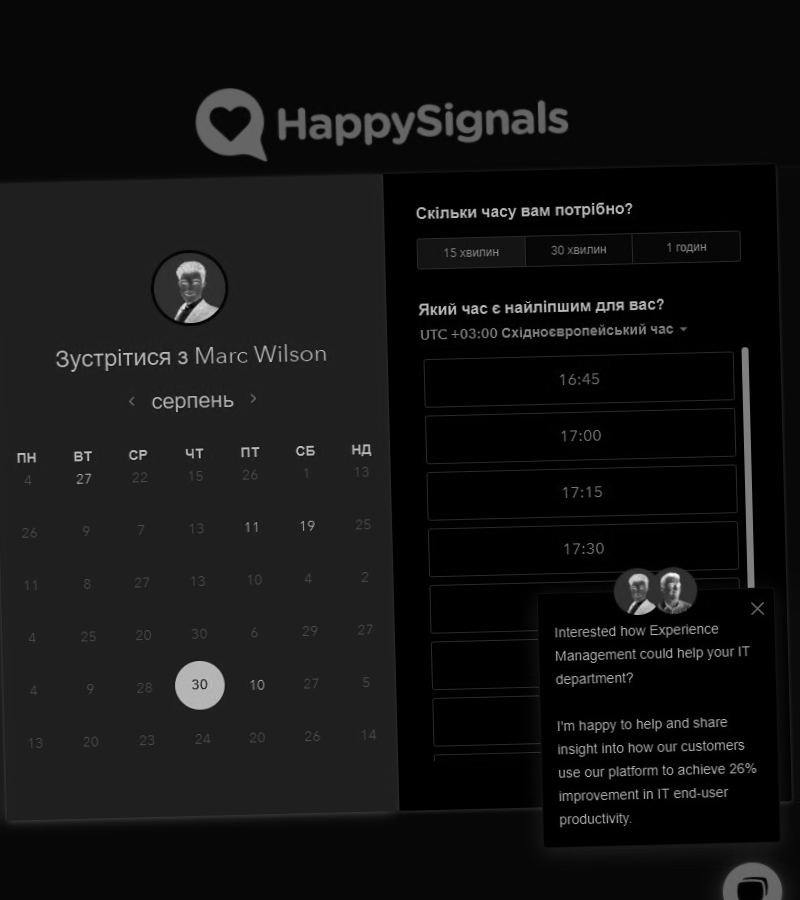 HappySignals
Зустрітися з Marc Wilson
серпень
ПН ВТ СР ЧТ ПТ СБ НД
4 27 22 15 26 1 13
26 9 7 13 11 19 25
11 8 27 13 10 4 2
4 25 20 30 6 29 27
4 9 28 30 10 27 5
13 20 23 24 20 26 14
Скільки часу вам потрібно?
15 хвилин 30 хвилин 1 годин
Який час є найліпшим для вас?
UTC +03:00 Східноєвропейський час
16:45
17:00
17:15
17:30
Interested how Experience
Management could help your IT
department?
I'm happy to help and share
insight into how our customers
use our platform to achieve 26%
improvement in IT end-user
productivity.